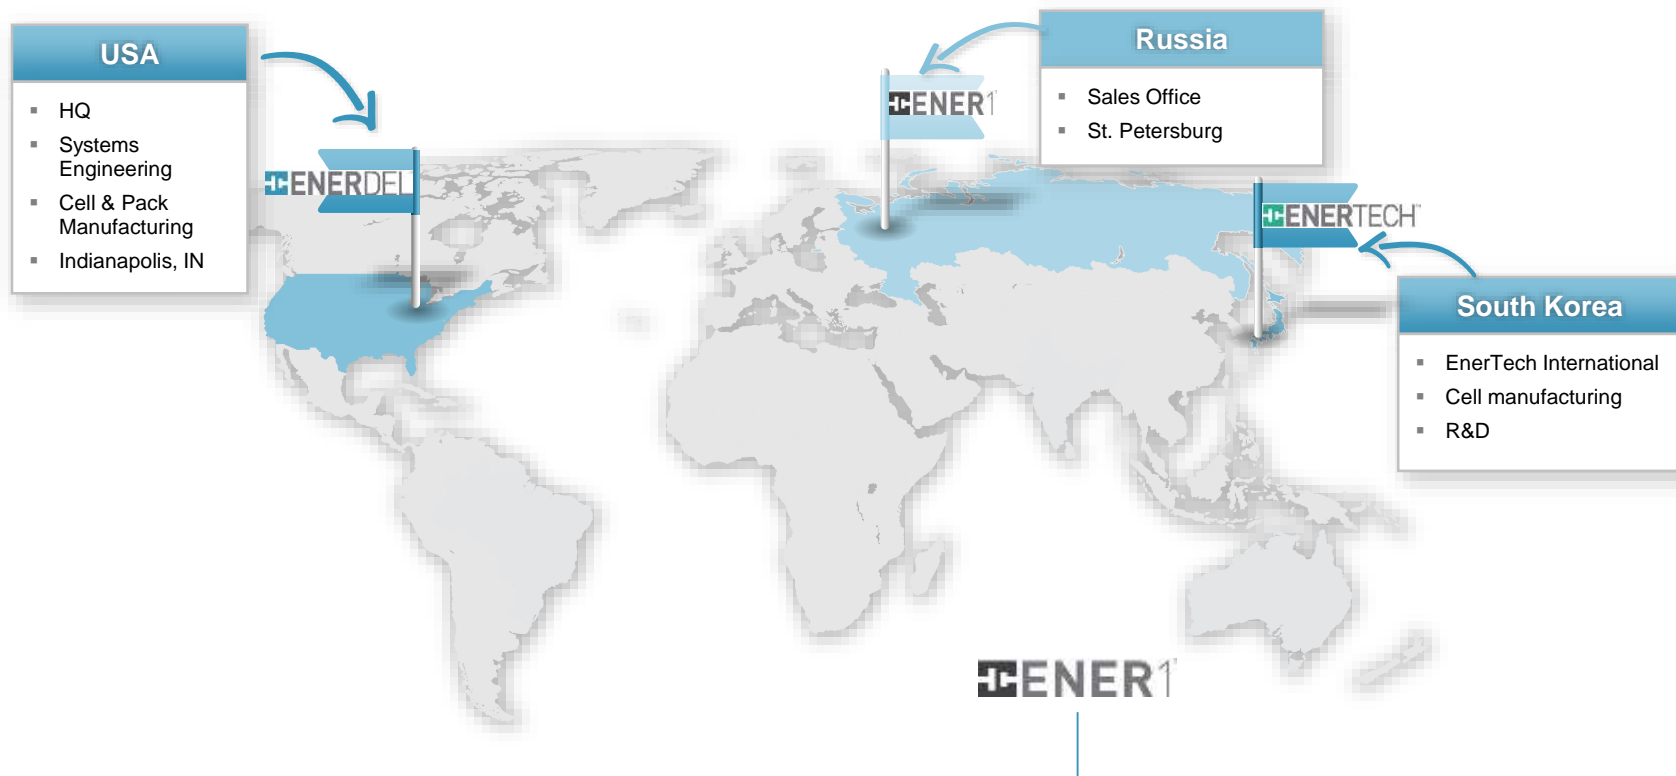 USA
HQ
Systems
Engineering
Cell & Pack
Manufacturing
Indianapolis, IN
ENERDEL
ENER1
Russia
Sales Office
St. Petersburg
ENERTECH
South Korea
EnerTech International
Cell manufacturing
R&D
ENER1